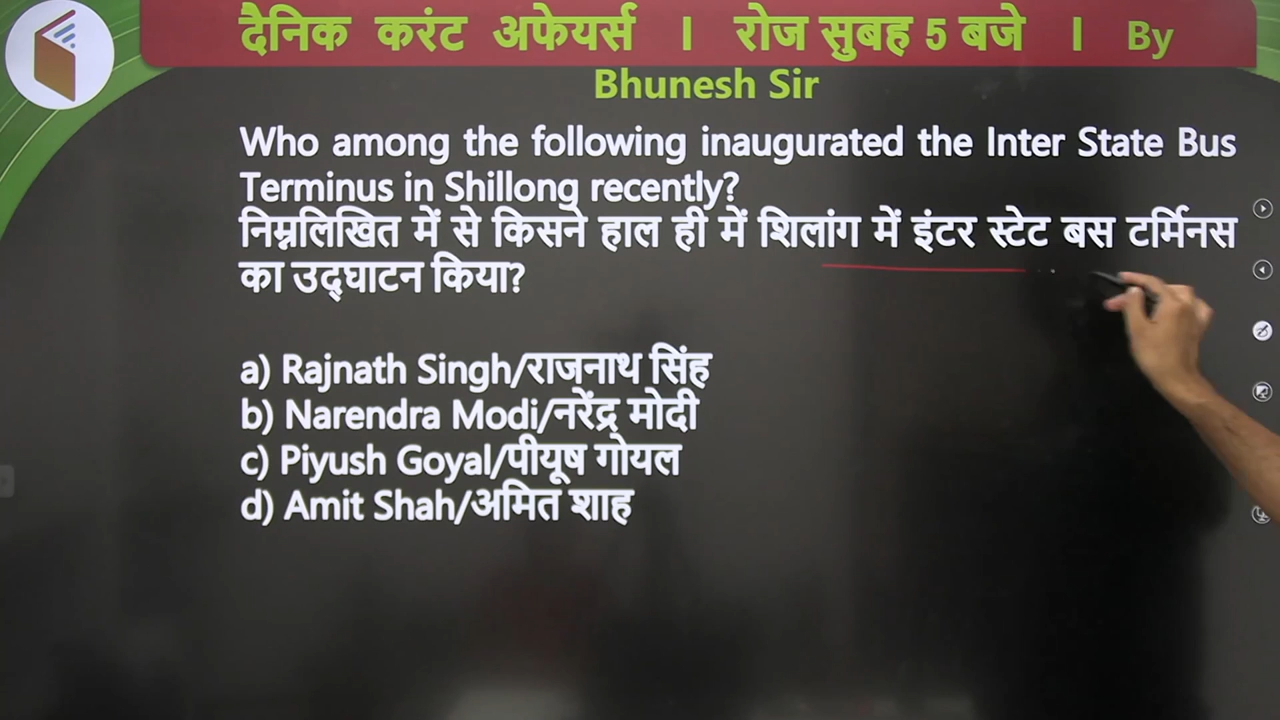 दैनिक करंट अफेयर्स । रोज सुबह 5 बजे । By
Bhunesh Sir
Who among the following inaugurated the Inter State Bus
Terminus in Shillong recently?
निम्नलिखित में से किसने हाल ही में शिलांग में इंटर स्टेट बस टर्मिनस
का उद्घाटन किया?
a) Rajnath Singh/राजनाथ सिंह
b) Narendra Modi/नरेंद्र मोदी
c) Piyush Goyal/पीयूष गोयल
d) Amit Shah/अमित शाह